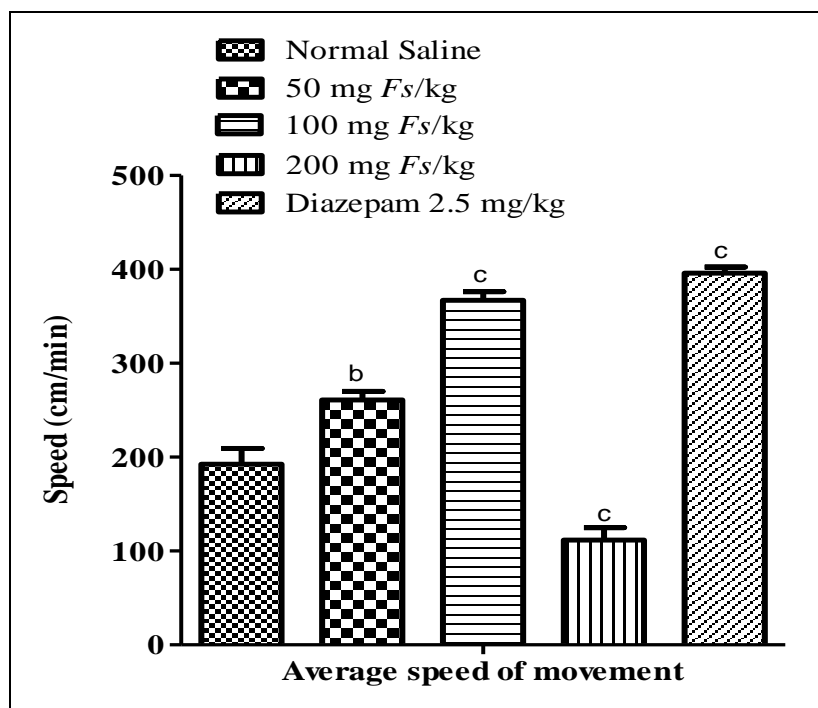 Normal Saline
50 mg Fs/kg
100 mg Fs/kg
200 mg Fs/kg
Diazepam 2.5 mg/kg
500
400
300
200
100
0
Speed (cm/min)
b
c
c
c
Average speed of movement